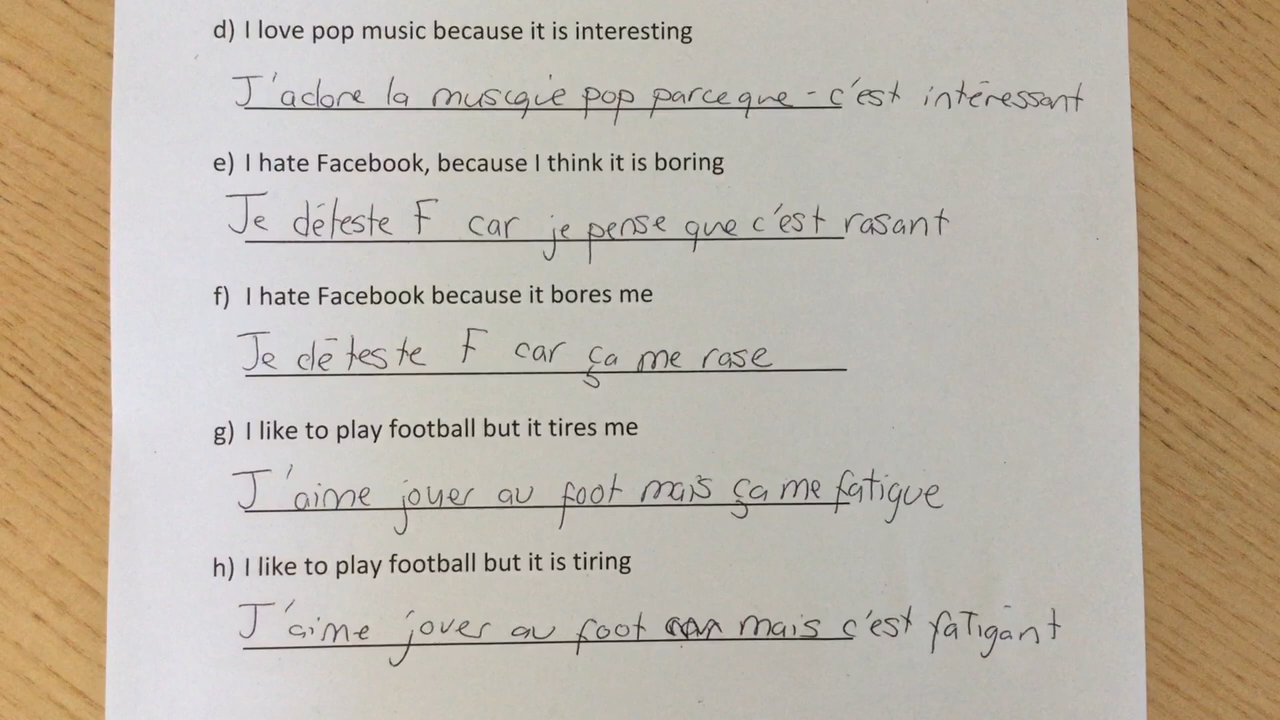 d) I love pop music because it is interesting
J'adore la musique pop parceque - c'est intéressant
e) I hate Facebook, because I think it is boring
Je déteste F car je pense que c'est rasant
f) I hate Facebook because it bores me
Je déteste F car ça me rase
g) I like to play football but it tires me
J'aime jouer au foot mais ça me fatigue
h) I like to play football but it is tiring
J'aime jouer au foot mais c'est fatigant